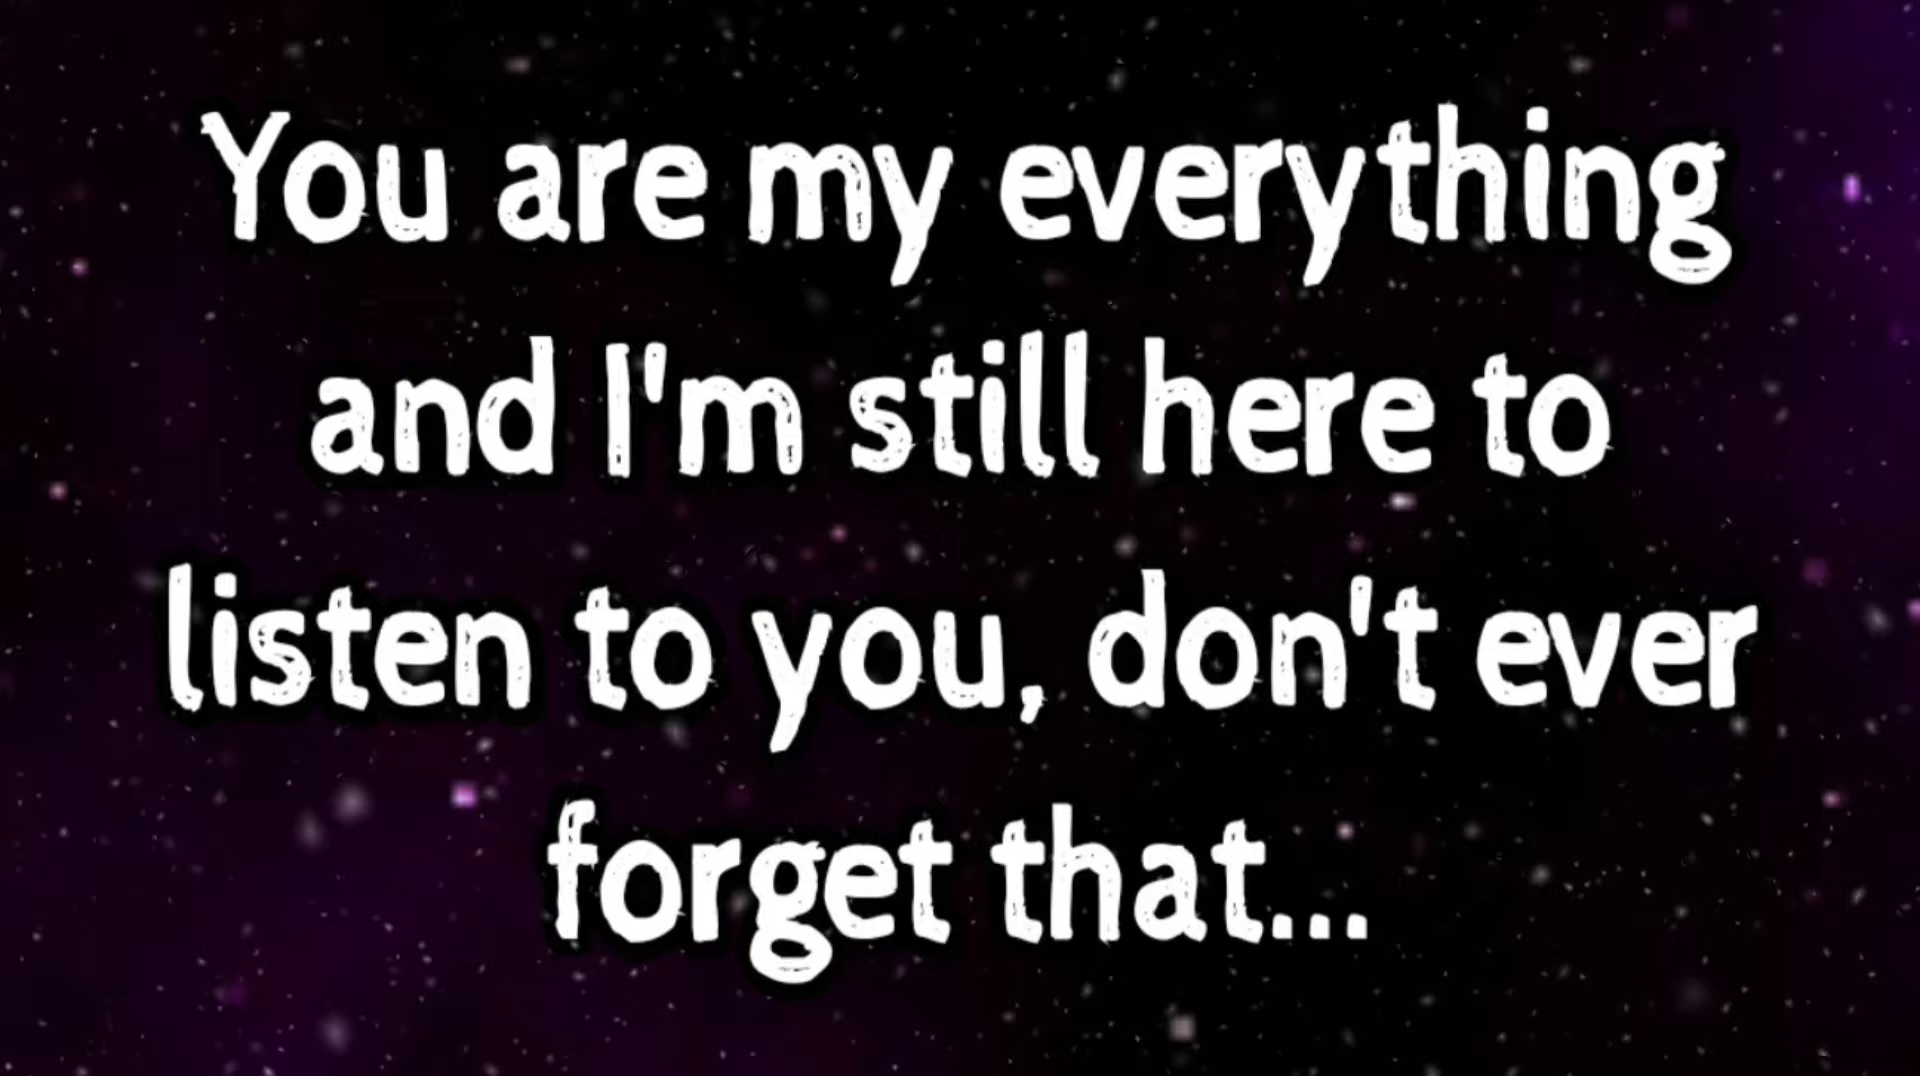 You are my everything
and I'm still here to
listen to you, don't ever
forget that...